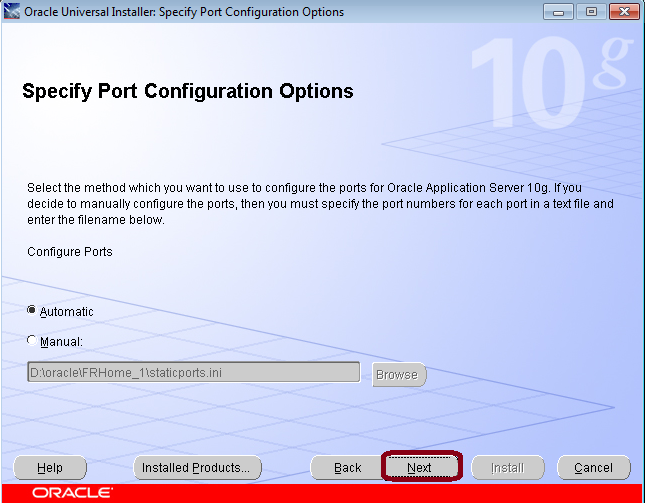 Oracle Universal Installer: Specify Port Configuration Options
10g
Specify Port Configuration Options
Select the method which you want to use to configure the ports for Oracle Application Server 10g. If you
decide to manually configure the ports, then you must specify the port numbers for each port in a text file and
enter the filename below.
Configure Ports
Automatic
Manual:
D:\oracle\FRHome_1\staticports.ini
Browse
Help
Installed Products...
Back
Next
Install
Cancel
ORACLE